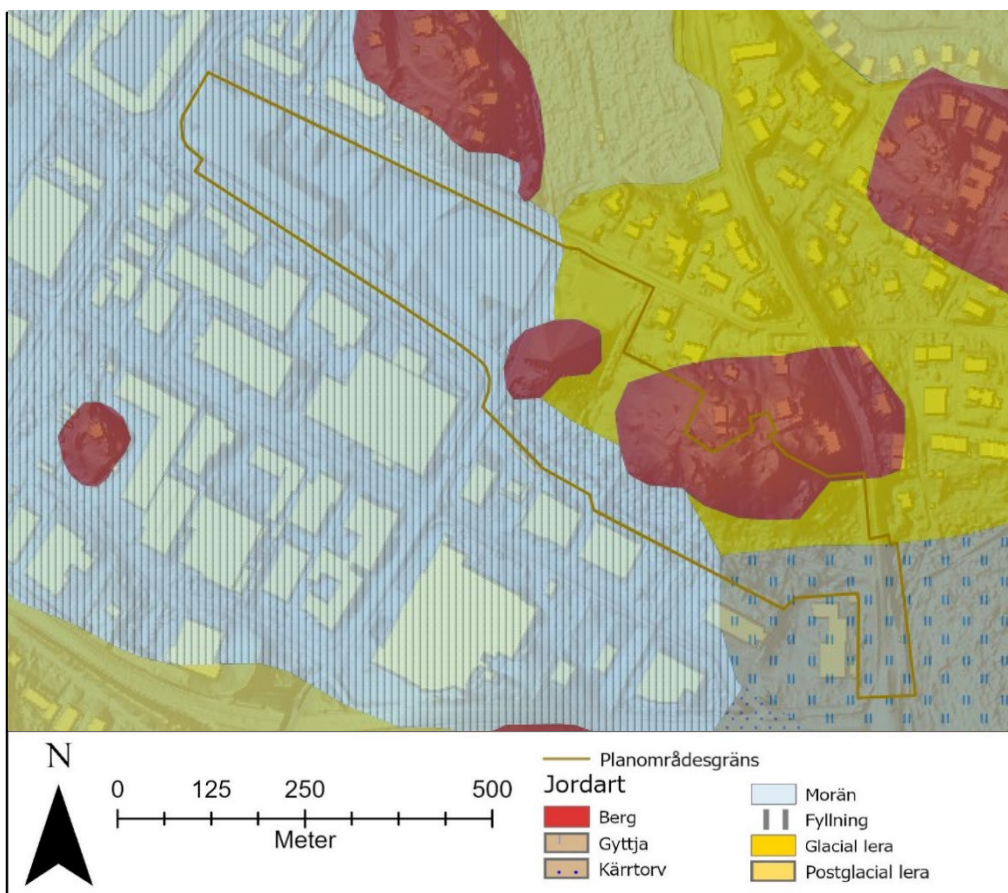 N
0 125 250 500
Meter
Planområdesgräns
Jordart
Berg
Gyttja
Kärrtorv
Morän
Fyllning
Glacial lera
Postglacial lera